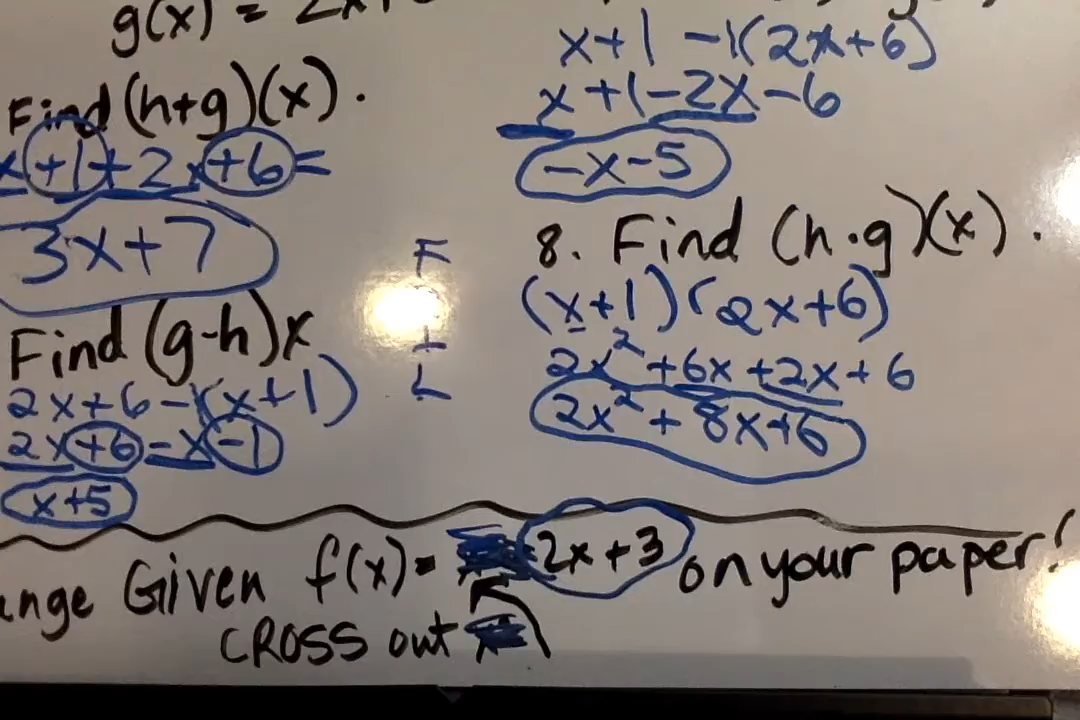 g(x) = 2x+6
Find (h+g)(x).
x+1+2x+6=
3x+7
Find (g-h)x
2x+6-1(x+1)
2x+6-x-1
x+5
F
I
L
x+1 -1(2x+6)
x+1-2x-6
-x-5
8. Find (h·g)(x).
(x+1)(2x+6)
2x²+6x+2x+6
2x²+8x+6
Given f(x)= 2x+3 on your paper!
CROSS out